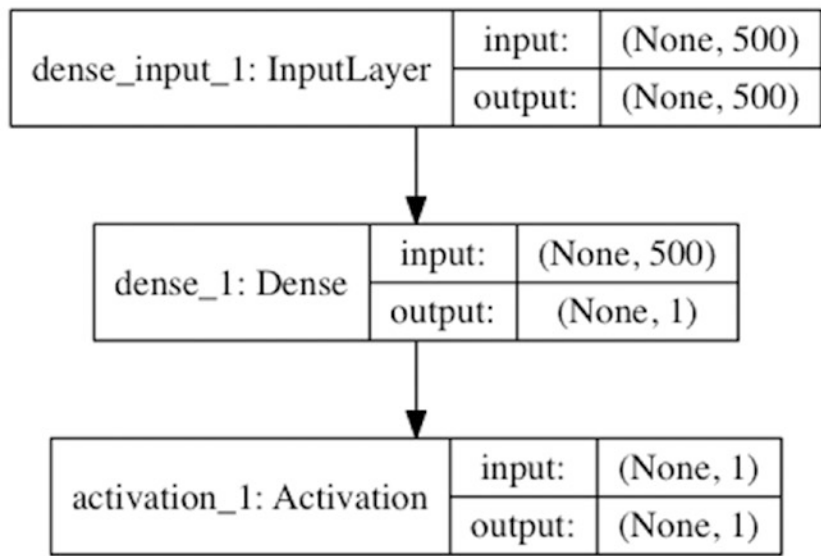 dense_input_1: InputLayer
input: (None, 500)
output: (None, 500)
dense_1: Dense
input: (None, 500)
output: (None, 1)
activation_1: Activation
input: (None, 1)
output: (None, 1)